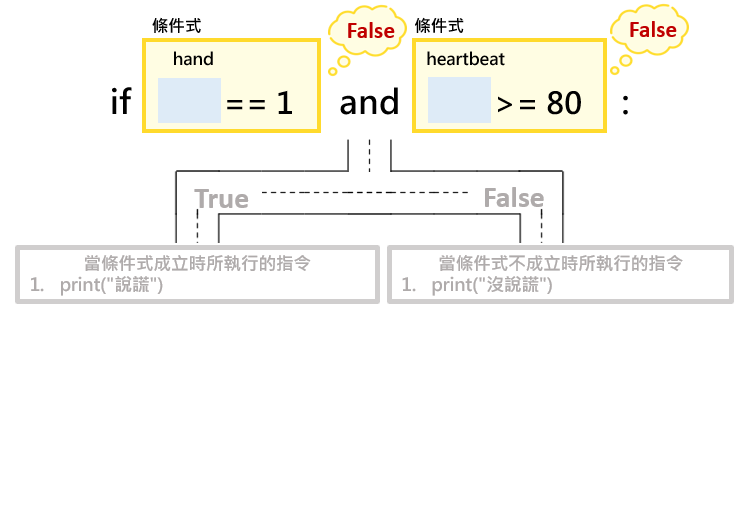 條件式 False 條件式 False
hand heartbeat
if == 1 and >= 80 :
True False
當條件式成立時所執行的指令
1. print("說謊")
當條件式不成立時所執行的指令
1. print("沒說謊")